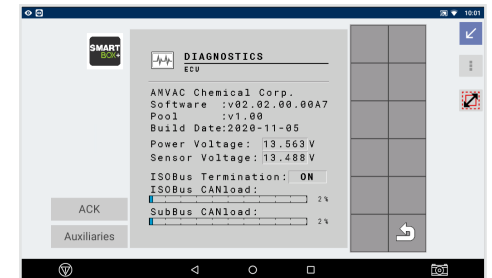 10:01
SMART
BOX+
DIAGNOSTICS
ECU
AMVAC Chemical Corp.
Software :v02.02.00.00A7
Pool :v1.00
Build Date:2020-11-05
Power Voltage: 13.563 V
Sensor Voltage: 13.488 V
ISOBus Termination: ON
ISOBus CANload:
2 %
SubBus CANload:
2 %
ACK
Auxiliaries